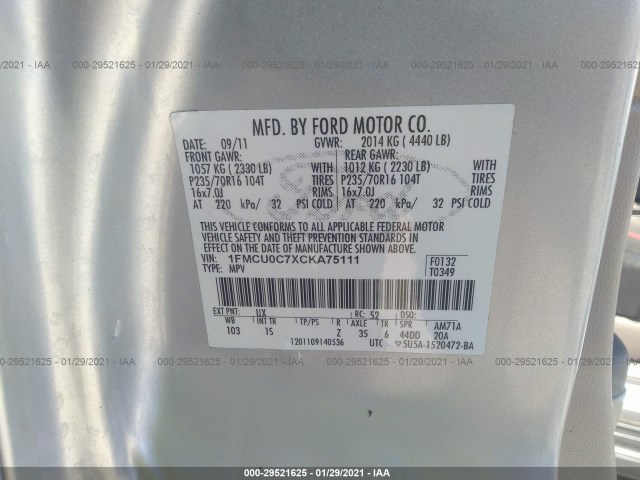 000-29521625 - 01/29/2021 - IAA
MFD. BY FORD MOTOR CO.
DATE: 09/11 GVWR: 2014 KG ( 4440 LB)
FRONT GAWR: REAR GAWR:
1057 KG ( 2330 LB) WITH 1012 KG ( 2230 LB) WITH
P235/70R16 104T TIRES P235/70R16 104T TIRES
16x7.0J RIMS 16x7.0J RIMS
AT 220 kPa/ 32 PSI COLD AT 220 kPa/ 32 PSI COLD
THIS VEHICLE CONFORMS TO ALL APPLICABLE FEDERAL MOTOR
VEHICLE SAFETY AND THEFT PREVENTION STANDARDS IN EFFECT ON
THE DATE OF MANUFACTURE SHOWN ABOVE.
VIN: 1FMCU0C7XCKA75111 F0132
TYPE: MPV T0349
EXT PNT: UX RC: 52 DSO:
WB INT TR TP/PS R AXLE TR SPR AM71A
103 1S Z 35 6 44DD 20A
1201109140536 UTC 5U5A-1520472-BA
000-29521625 - 01/29/2021 - IAA